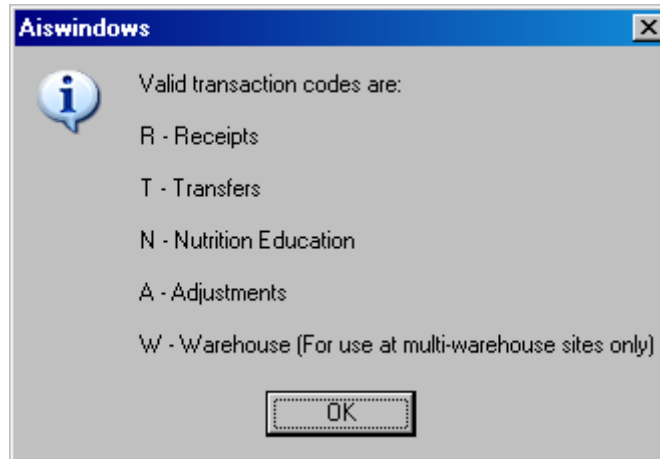 Aiswindows
Valid transaction codes are:
R - Receipts
T - Transfers
N - Nutrition Education
A - Adjustments
W - Warehouse (For use at multi-warehouse sites only)
OK